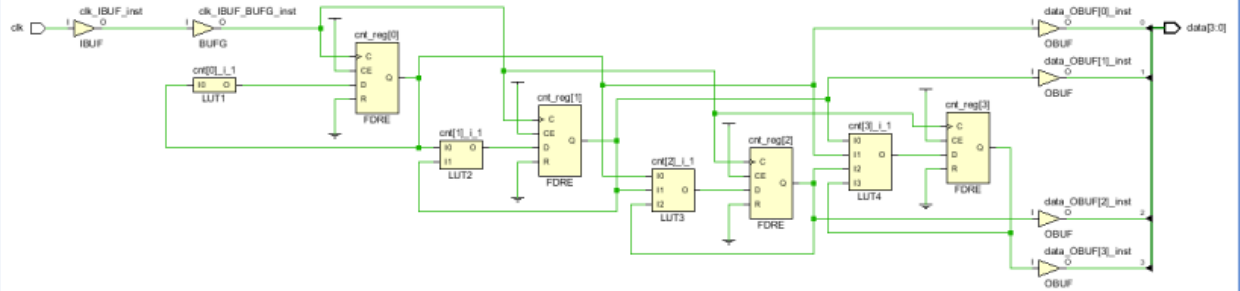 clk
clk_IBUF_inst
I
O
IBUF
clk_IBUF_BUFG_inst
I
O
BUFG
cnt[0]_i_1
I0
O
LUT1
cnt_reg[0]
C
CE
D
R
Q
FDRE
cnt[1]_i_1
I0
I1
O
LUT2
cnt_reg[1]
C
CE
D
R
Q
FDRE
cnt[2]_i_1
I0
I1
I2
O
LUT3
cnt_reg[2]
C
CE
D
R
Q
FDRE
cnt[3]_i_1
I0
I1
I2
I3
O
LUT4
cnt_reg[3]
C
CE
D
R
Q
FDRE
data_OBUF[0]_inst
I
O
0
OBUF
data_OBUF[1]_inst
I
O
1
OBUF
data_OBUF[2]_inst
I
O
2
OBUF
data_OBUF[3]_inst
I
O
3
OBUF
data[3:0]